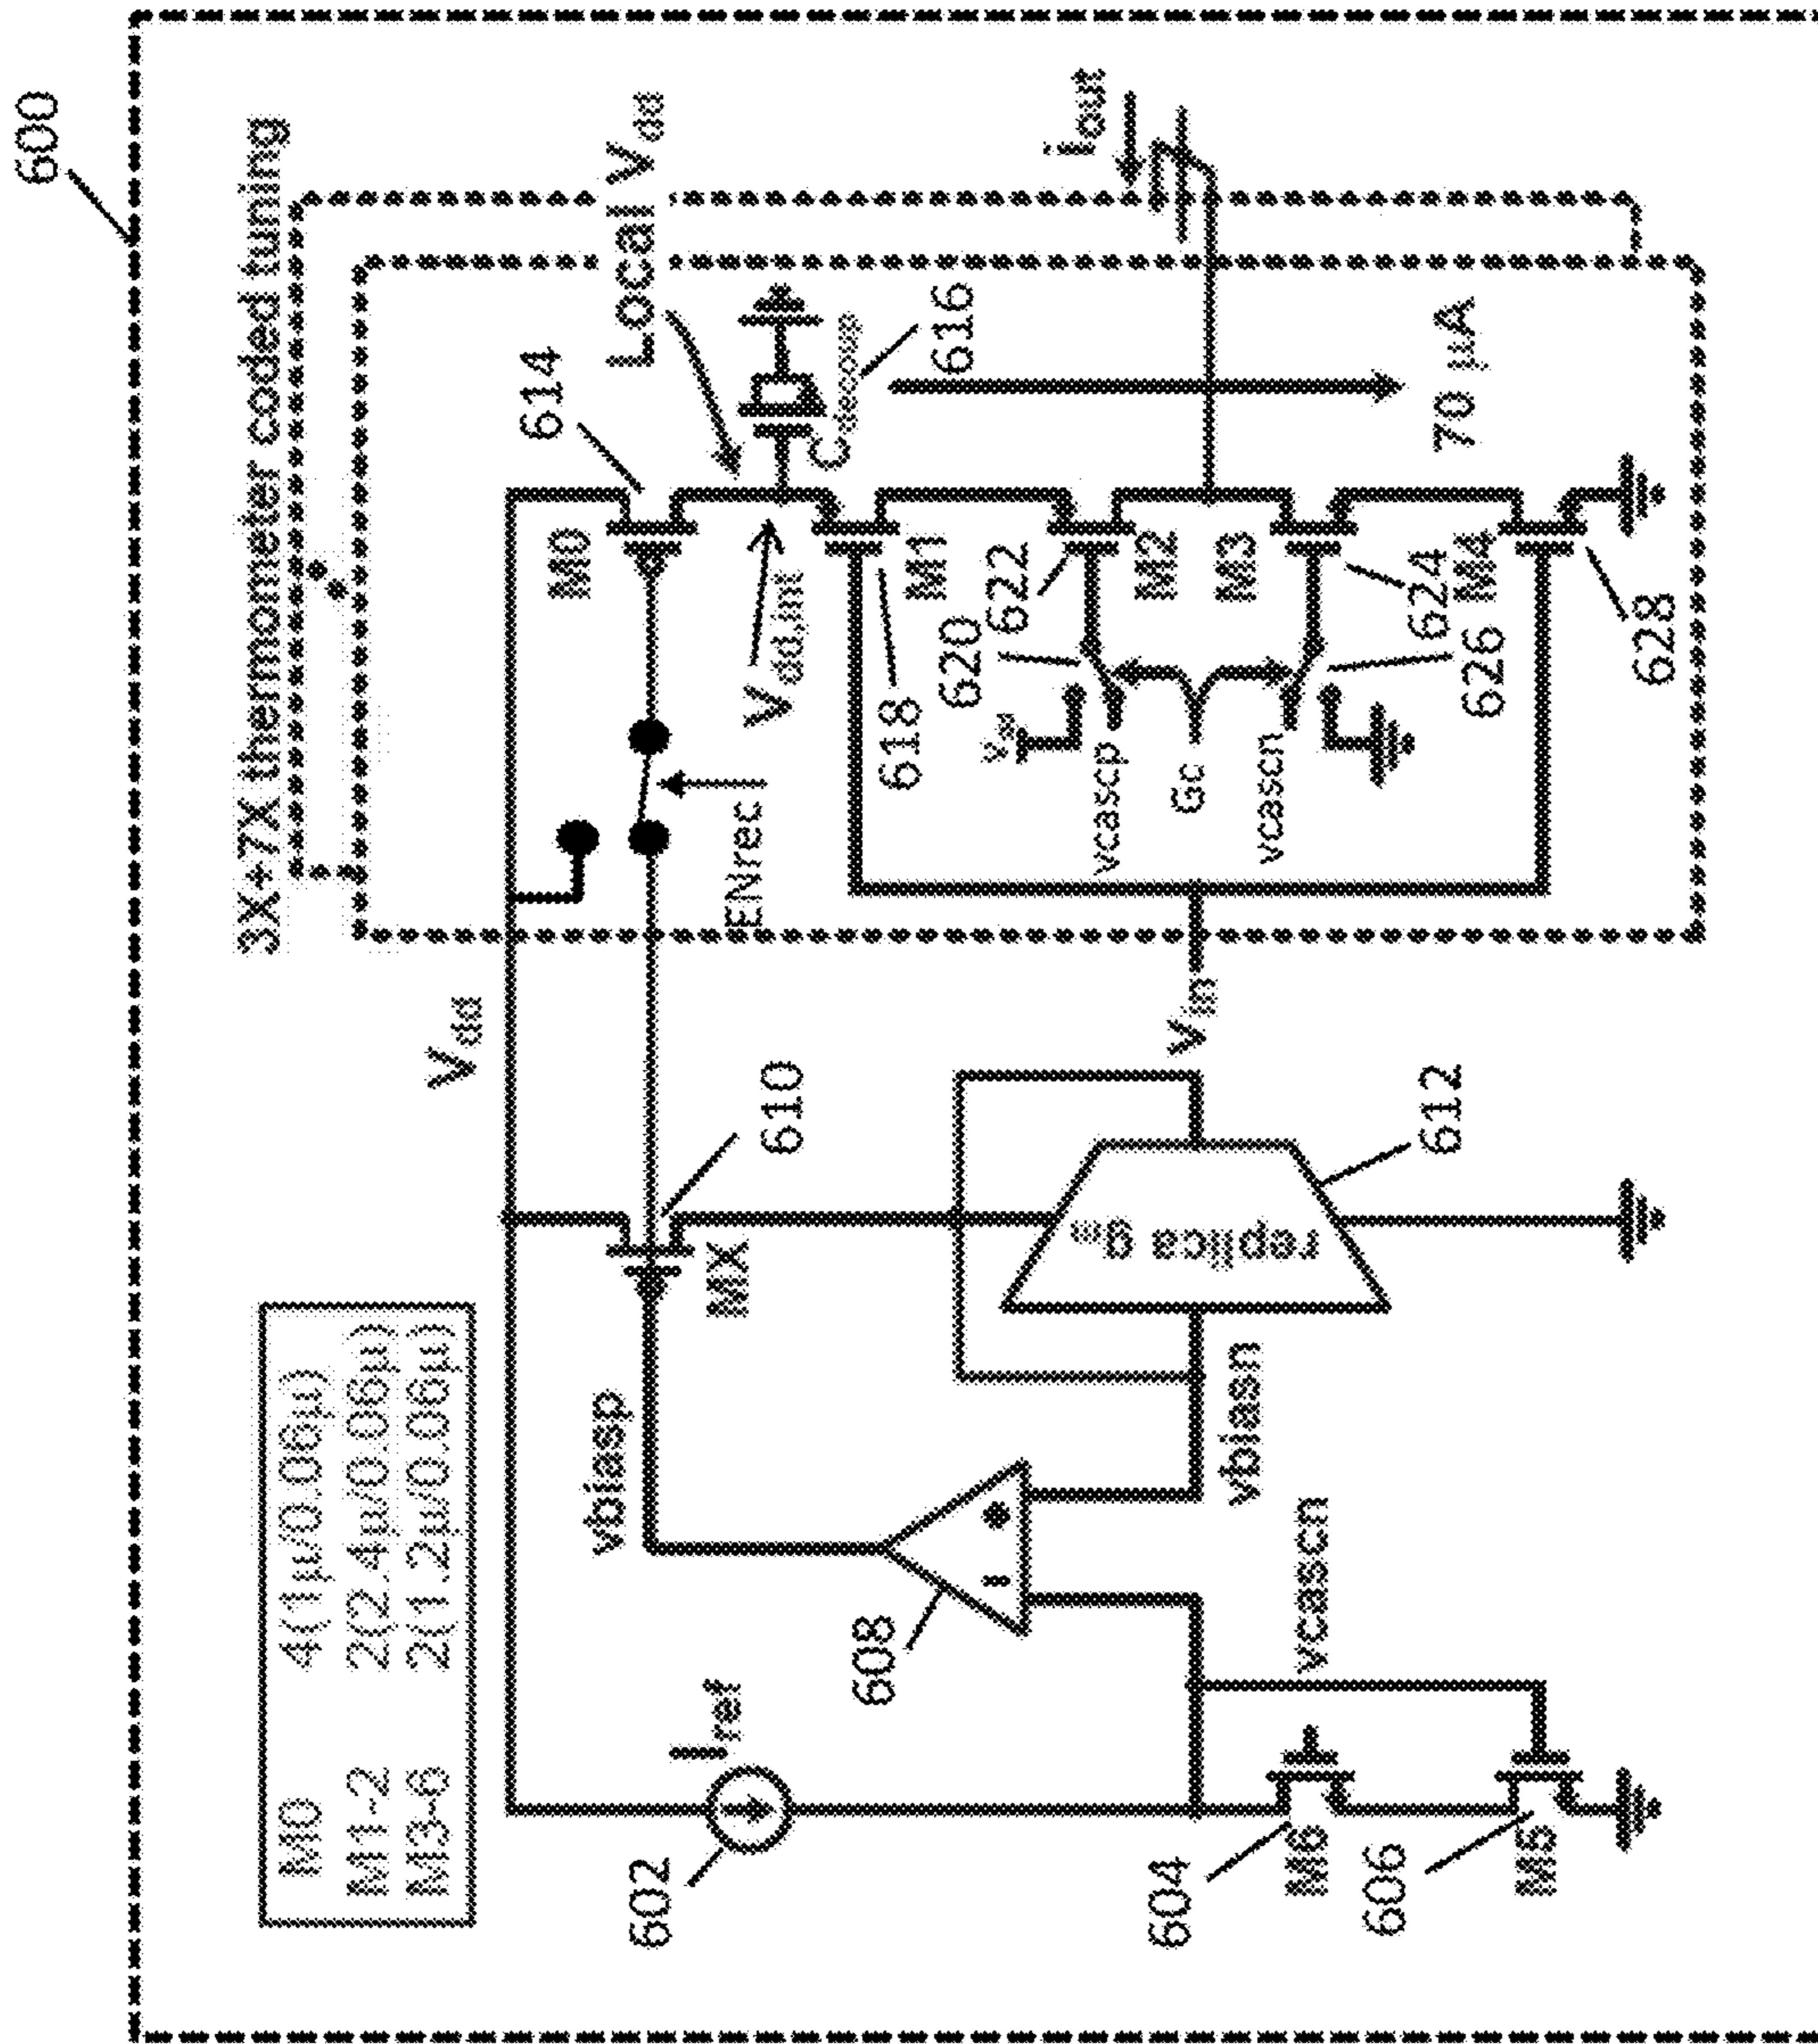 600
M0 4(1μ/0.06μ)
M1-2 2(2.4μ/0.06μ)
M3-6 2(1.2μ/0.06μ)
3X+7X thermometer coded tuning
Vdd
Iref
602
vbiasp
MX
610
M0
614
Local Vdd
Vdd,int
ENrec
Cdecoup
616
608
- +
replica gm
612
vbiasn
vcascn
M6
604
M5
606
Vin
M1
618
620
622
M2
Vdd
vcascp
Gc
vcascn
M3
624
626
M4
628
iout
70 μA